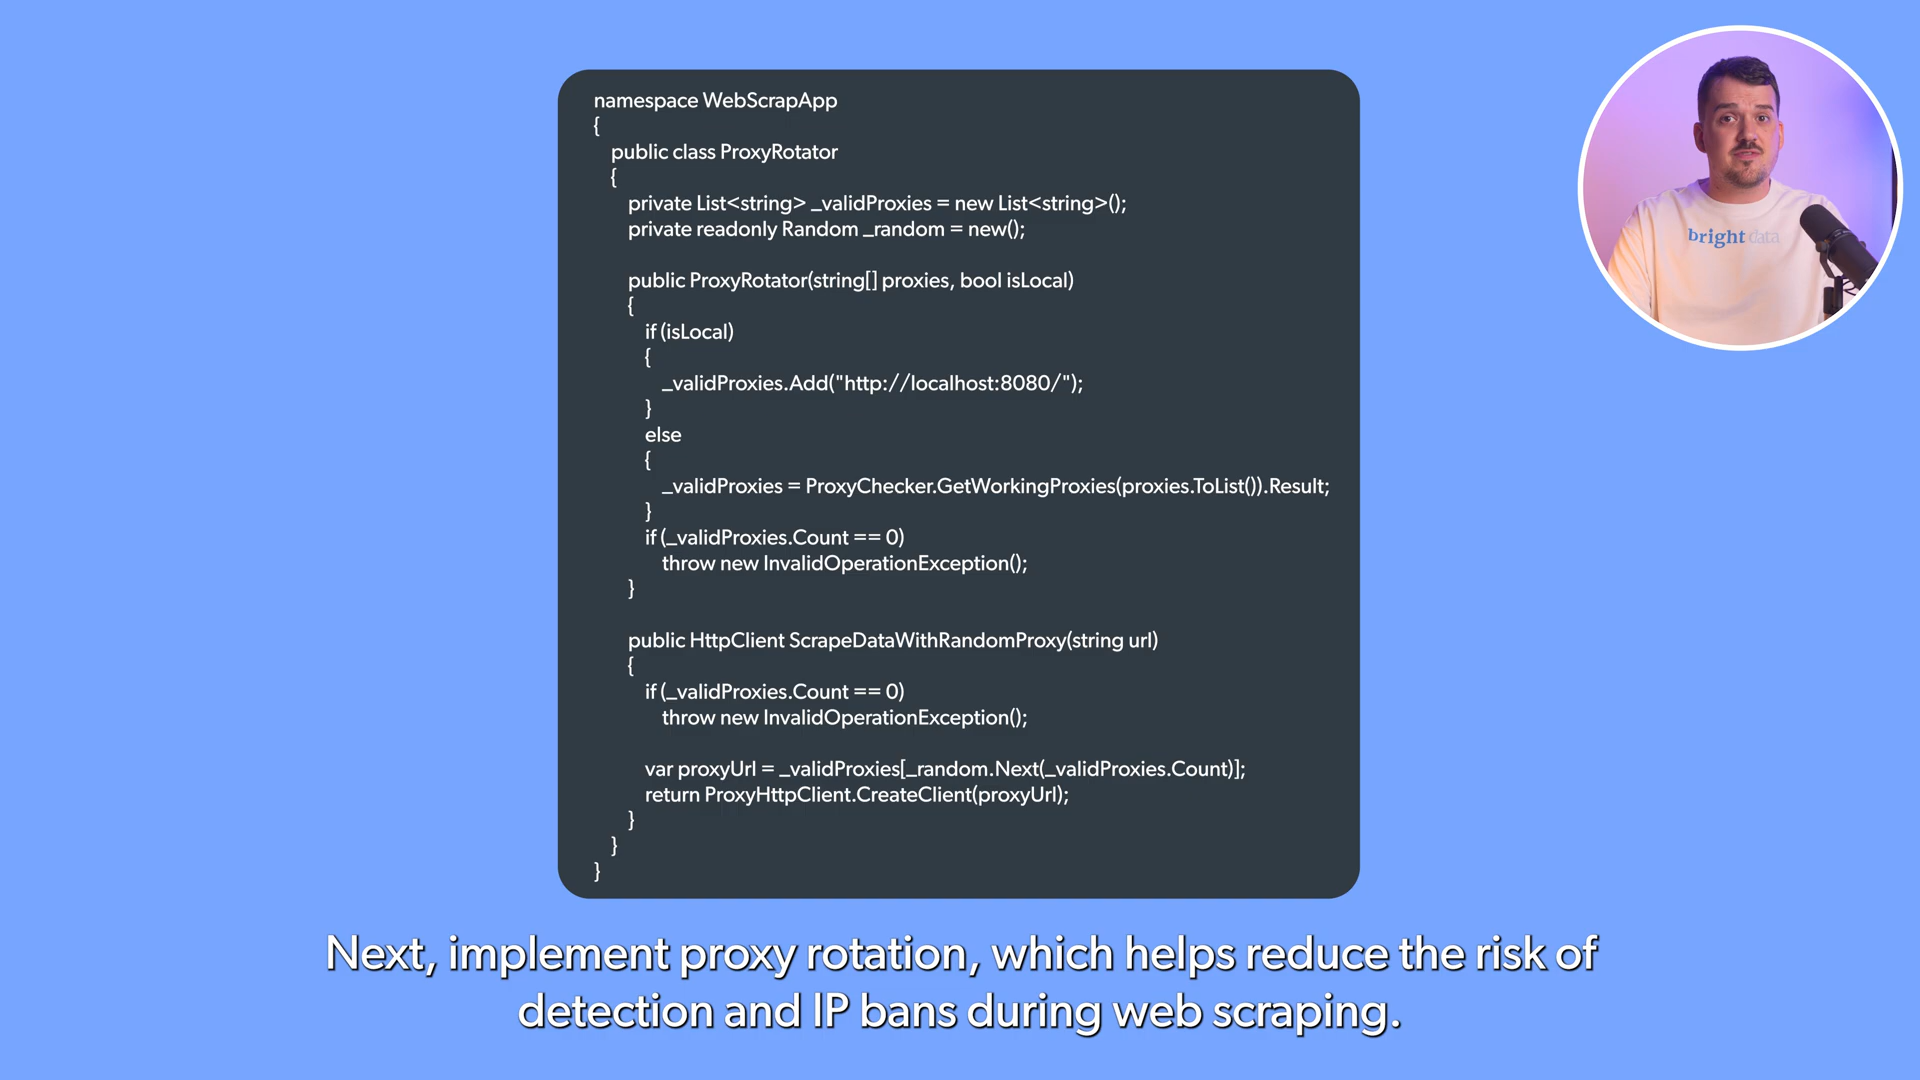 namespace WebScrapApp
{
public class ProxyRotator
{
private List<string> _validProxies = new List<string>();
private readonly Random _random = new();
public ProxyRotator(string[] proxies, bool isLocal)
{
if (isLocal)
{
_validProxies.Add("http://localhost:8080/");
}
else
{
_validProxies = ProxyChecker.GetWorkingProxies(proxies.ToList()).Result;
}
if (_validProxies.Count == 0)
throw new InvalidOperationException();
}
public HttpClient ScrapeDataWithRandomProxy(string url)
{
if (_validProxies.Count == 0)
throw new InvalidOperationException();
var proxyUrl = _validProxies[_random.Next(_validProxies.Count)];
return ProxyHttpClient.CreateClient(proxyUrl);
}
}
}
bright data
Next, implement proxy rotation, which helps reduce the risk of
detection and IP bans during web scraping.